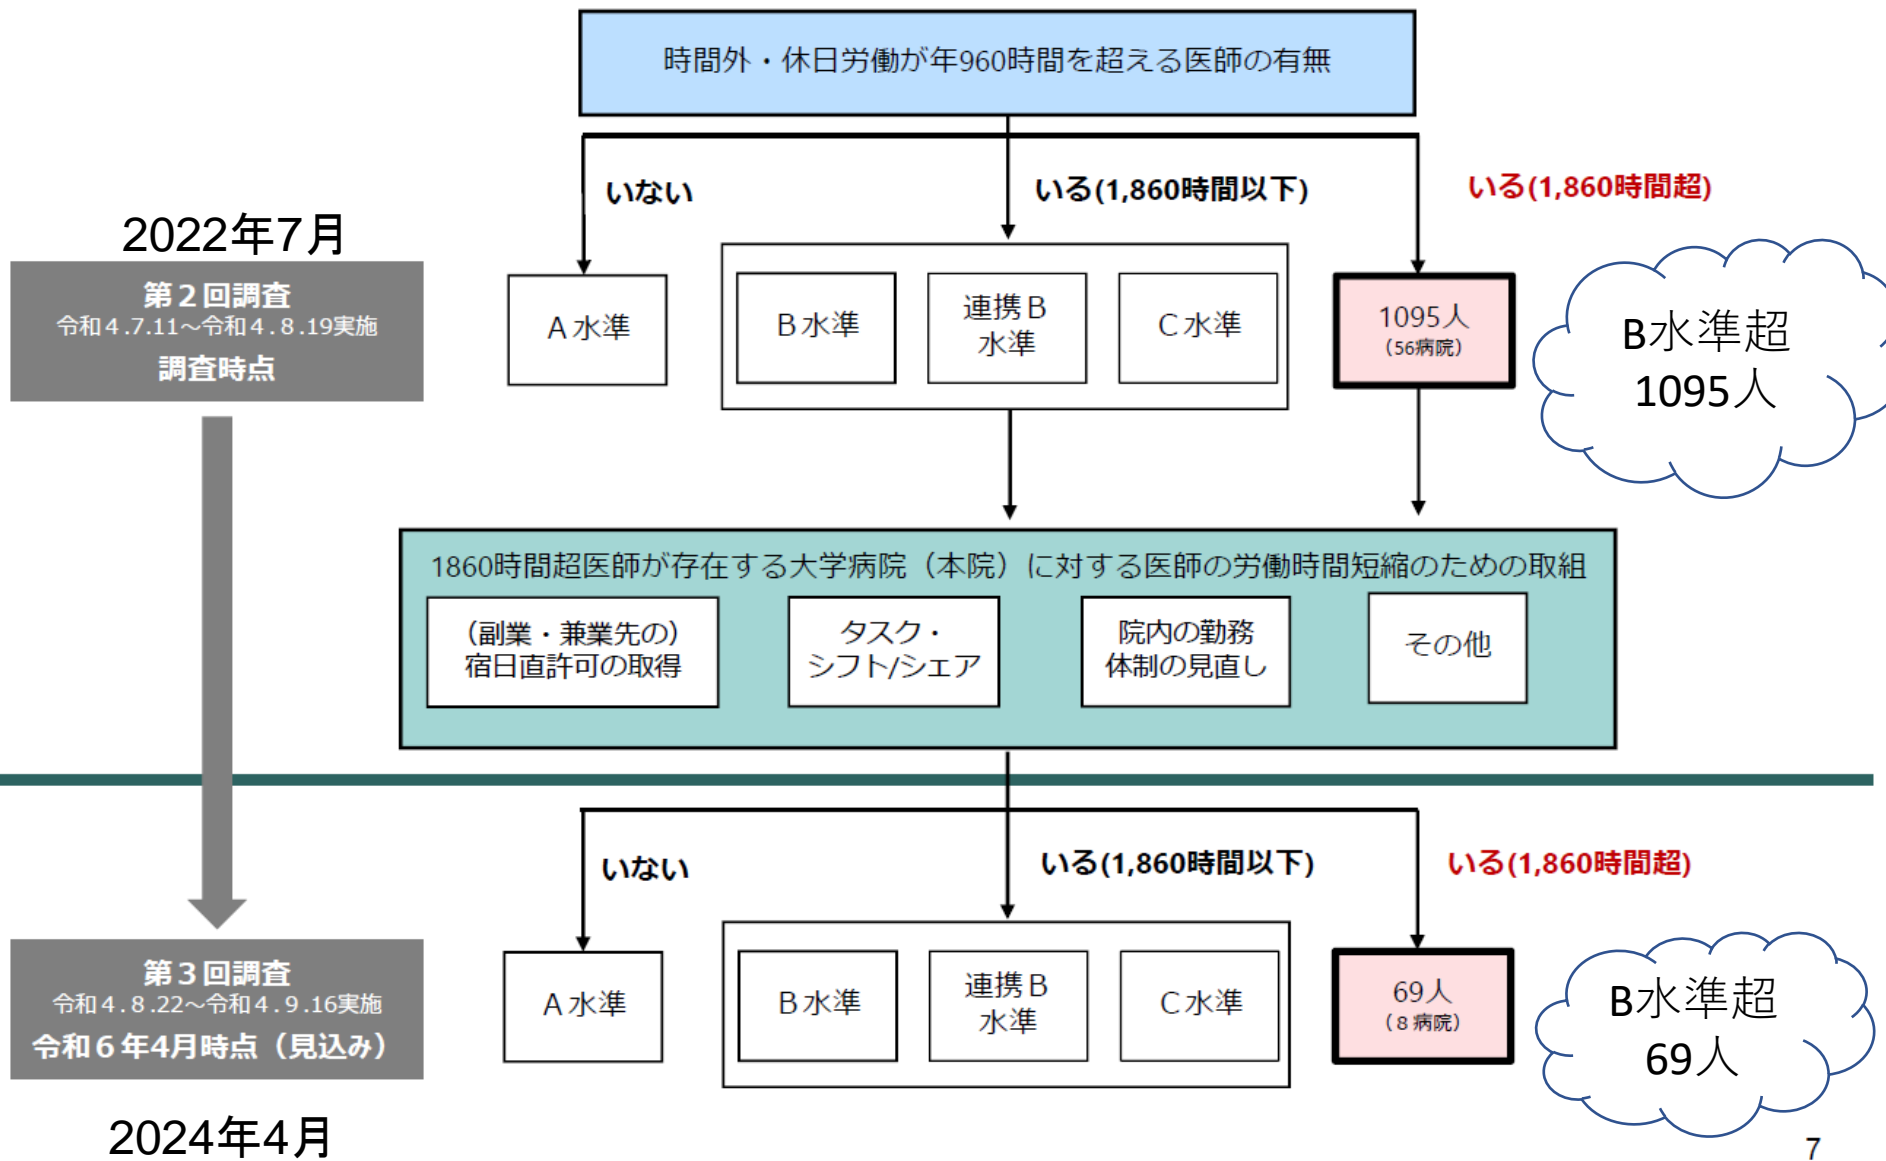 時間外・休日労働が年960時間を超える医師の有無
いない
いる(1,860時間以下)
いる(1,860時間超)
2022年7月
第２回調査
令和４.7.11～令和４.８.19実施
調査時点
Ａ水準
Ｂ水準
連携Ｂ
水準
Ｃ水準
1095人
（56病院）
B水準超
1095人
1860時間超医師が存在する大学病院（本院）に対する医師の労働時間短縮のための取組
（副業・兼業先の）
宿日直許可の取得
タスク・
シフト/シェア
院内の勤務
体制の見直し
その他
いない
いる(1,860時間以下)
いる(1,860時間超)
第３回調査
令和４.８.22～令和４.９.16実施
令和６年4月時点（見込み）
Ａ水準
Ｂ水準
連携Ｂ
水準
Ｃ水準
69人
（８病院）
B水準超
69人
2024年4月
7